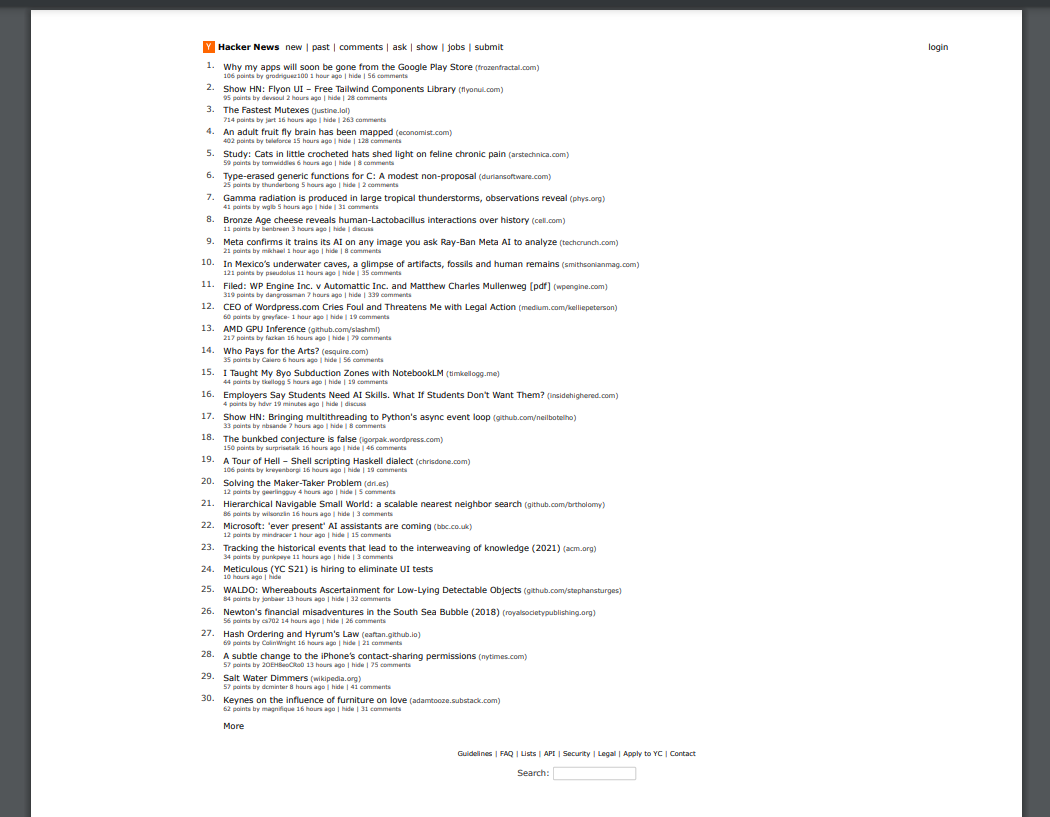 Y Hacker News new | past | comments | ask | show | jobs | submit login
1. Why my apps will soon be gone from the Google Play Store (frozenfractal.com)
106 points by grodriguez100 1 hour ago | hide | 56 comments
2. Show HN: Flyon UI – Free Tailwind Components Library (flyonui.com)
95 points by devsoul 2 hours ago | hide | 28 comments
3. The Fastest Mutexes (justine.lol)
714 points by jart 16 hours ago | hide | 263 comments
4. An adult fruit fly brain has been mapped (economist.com)
402 points by teleforce 15 hours ago | hide | 128 comments
5. Study: Cats in little crocheted hats shed light on feline chronic pain (arstechnica.com)
59 points by tomwiddles 6 hours ago | hide | 8 comments
6. Type-erased generic functions for C: A modest non-proposal (duriansoftware.com)
25 points by thunderbong 5 hours ago | hide | 2 comments
7. Gamma radiation is produced in large tropical thunderstorms, observations reveal (phys.org)
41 points by wglb 5 hours ago | hide | 31 comments
8. Bronze Age cheese reveals human-Lactobacillus interactions over history (cell.com)
11 points by benbreen 3 hours ago | hide | discuss
9. Meta confirms it trains its AI on any image you ask Ray-Ban Meta AI to analyze (techcrunch.com)
21 points by mikhael 1 hour ago | hide | 8 comments
10. In Mexico's underwater caves, a glimpse of artifacts, fossils and human remains (smithsonianmag.com)
121 points by pseudolus 11 hours ago | hide | 35 comments
11. Filed: WP Engine Inc. v Automattic Inc. and Matthew Charles Mullenweg [pdf] (wpengine.com)
319 points by dangrossman 7 hours ago | hide | 339 comments
12. CEO of Wordpress.com Cries Foul and Threatens Me with Legal Action (medium.com/kelliepeterson)
60 points by greyface- 1 hour ago | hide | 19 comments
13. AMD GPU Inference (github.com/slashml)
217 points by fazkan 16 hours ago | hide | 79 comments
14. Who Pays for the Arts? (esquire.com)
35 points by Caiero 6 hours ago | hide | 56 comments
15. I Taught My 8yo Subduction Zones with NotebookLM (timkellogg.me)
44 points by tkellogg 5 hours ago | hide | 19 comments
16. Employers Say Students Need AI Skills. What If Students Don't Want Them? (insidehighered.com)
4 points by hdvr 19 minutes ago | hide | discuss
17. Show HN: Bringing multithreading to Python's async event loop (github.com/neilbotelho)
33 points by nbsande 7 hours ago | hide | 8 comments
18. The bunkbed conjecture is false (igorpak.wordpress.com)
150 points by surprisetalk 16 hours ago | hide | 46 comments
19. A Tour of Hell – Shell scripting Haskell dialect (chrisdone.com)
106 points by kreyenborgi 16 hours ago | hide | 19 comments
20. Solving the Maker-Taker Problem (dri.es)
12 points by geerlingguy 4 hours ago | hide | 5 comments
21. Hierarchical Navigable Small World: a scalable nearest neighbor search (github.com/brtholomy)
86 points by wilsonzlin 16 hours ago | hide | 3 comments
22. Microsoft: 'ever present' AI assistants are coming (bbc.co.uk)
12 points by mindracer 1 hour ago | hide | 15 comments
23. Tracking the historical events that lead to the interweaving of knowledge (2021) (acm.org)
34 points by punkpeye 11 hours ago | hide | 3 comments
24. Meticulous (YC S21) is hiring to eliminate UI tests
10 hours ago | hide
25. WALDO: Whereabouts Ascertainment for Low-Lying Detectable Objects (github.com/stephansturges)
84 points by jonbaer 13 hours ago | hide | 32 comments
26. Newton's financial misadventures in the South Sea Bubble (2018) (royalsocietypublishing.org)
56 points by cs702 14 hours ago | hide | 26 comments
27. Hash Ordering and Hyrum's Law (eaftan.github.io)
69 points by ColinWright 16 hours ago | hide | 21 comments
28. A subtle change to the iPhone's contact-sharing permissions (nytimes.com)
57 points by 2OEH8eoCRo0 13 hours ago | hide | 75 comments
29. Salt Water Dimmers (wikipedia.org)
57 points by dcminter 8 hours ago | hide | 41 comments
30. Keynes on the influence of furniture on love (adamtooze.substack.com)
62 points by magnifique 16 hours ago | hide | 31 comments
More
Guidelines | FAQ | Lists | API | Security | Legal | Apply to YC | Contact
Search: